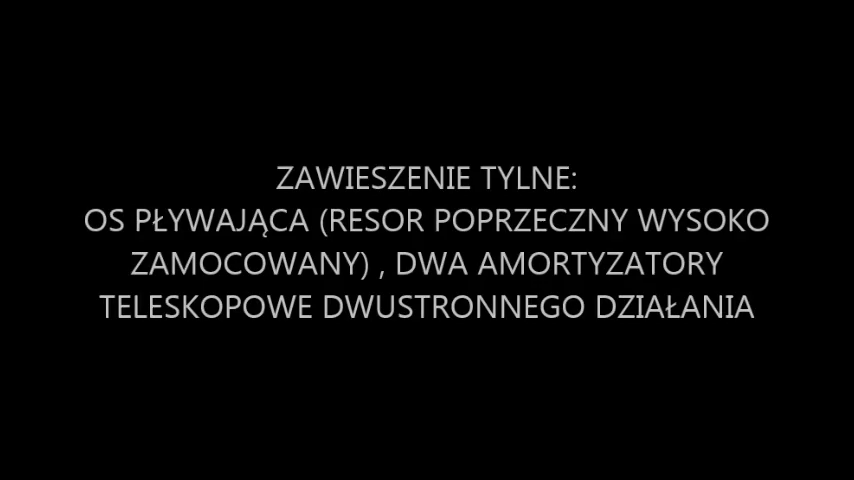 ZAWIESZENIE TYLNE:
OS PŁYWAJĄCA (RESOR POPRZECZNY WYSOKO
ZAMOCOWANY) , DWA AMORTYZATORY
TELESKOPOWE DWUSTRONNEGO DZIAŁANIA